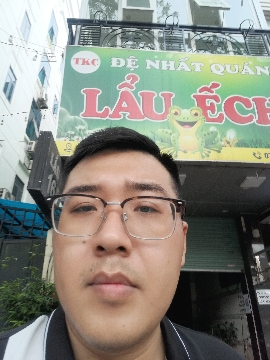 TKC
ĐỆ NHẤT QUÁN
LẨU ẾCH